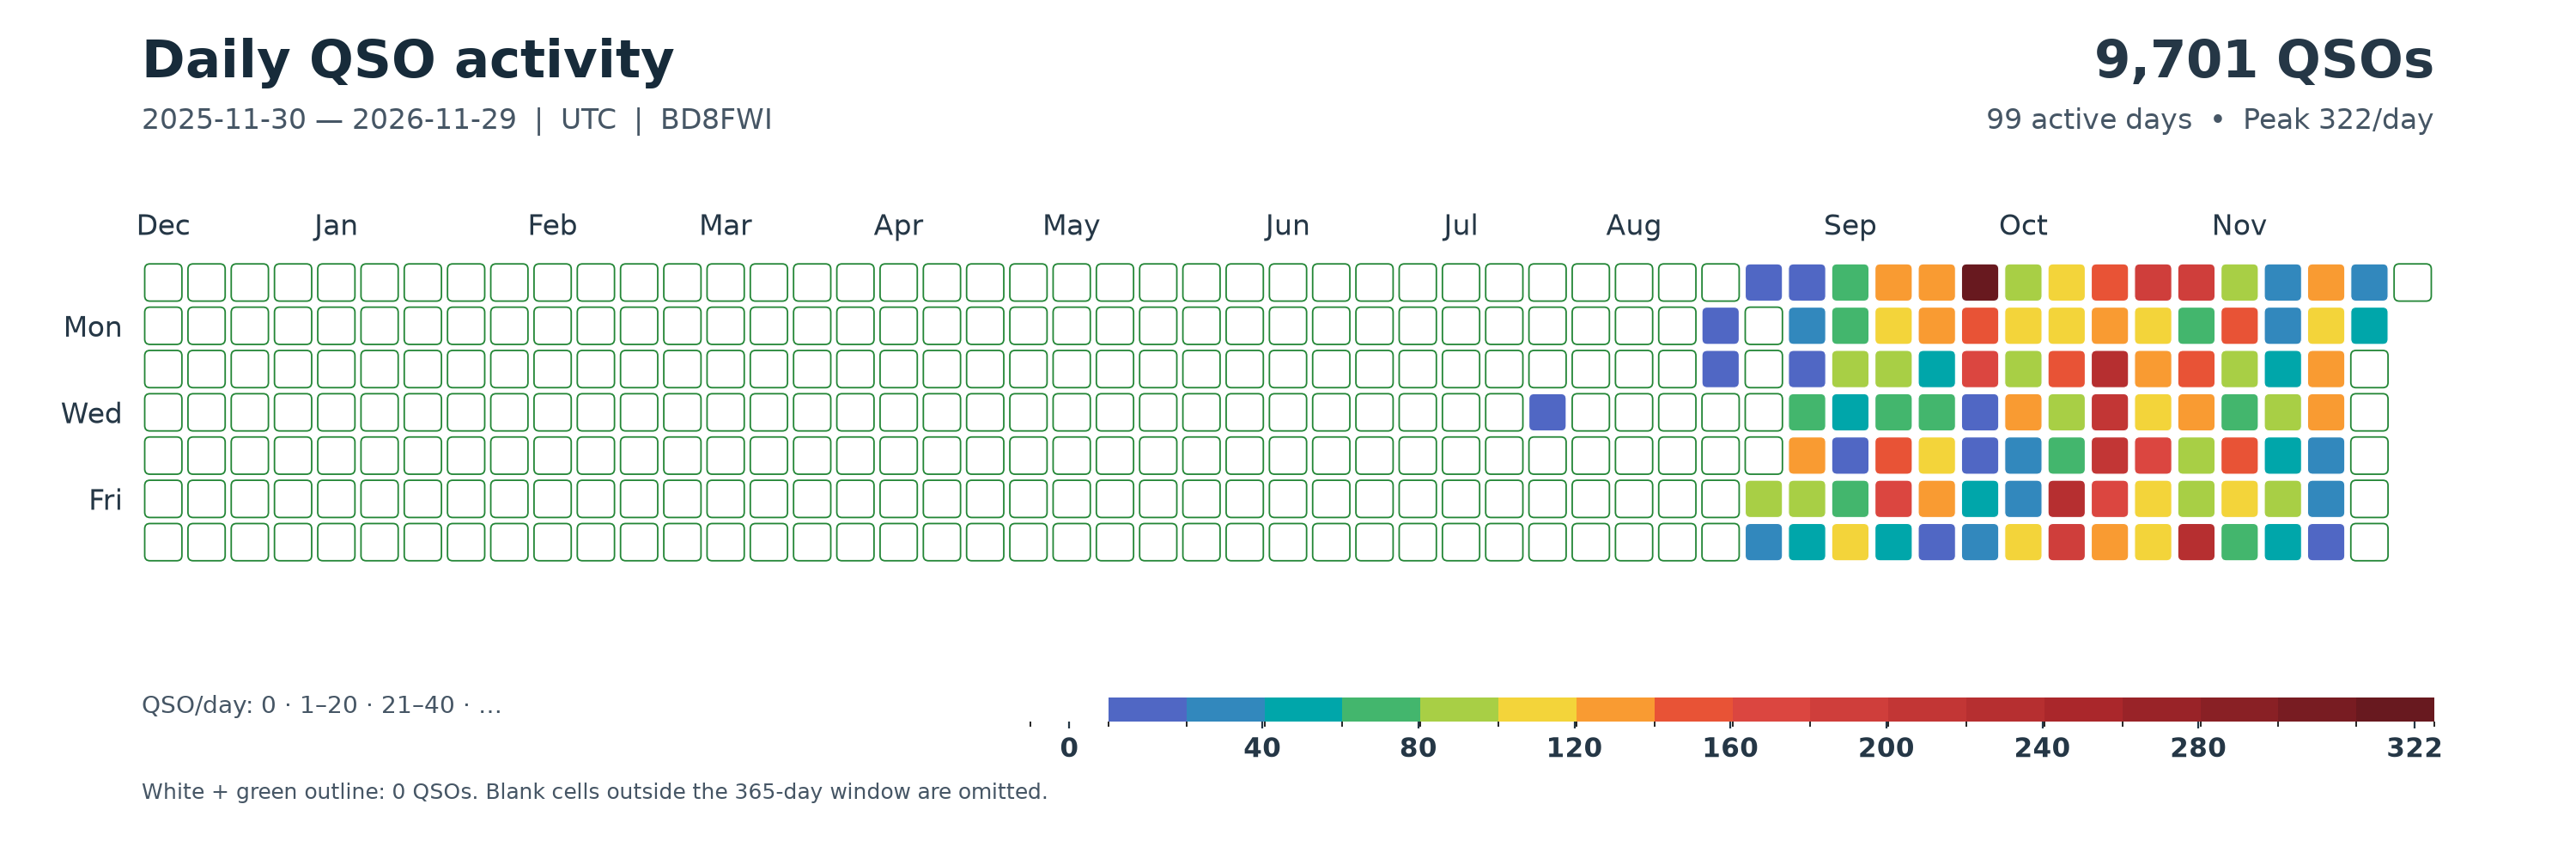 Daily QSO activity
9,701 QSOs
2025-11-30 — 2026-11-29 | UTC | BD8FWI
99 active days • Peak 322/day
Dec Jan Feb Mar Apr May Jun Jul Aug Sep Oct Nov
Mon
Wed
Fri
QSO/day: 0 · 1–20 · 21–40 · …
0 40 80 120 160 200 240 280 322
White + green outline: 0 QSOs. Blank cells outside the 365-day window are omitted.